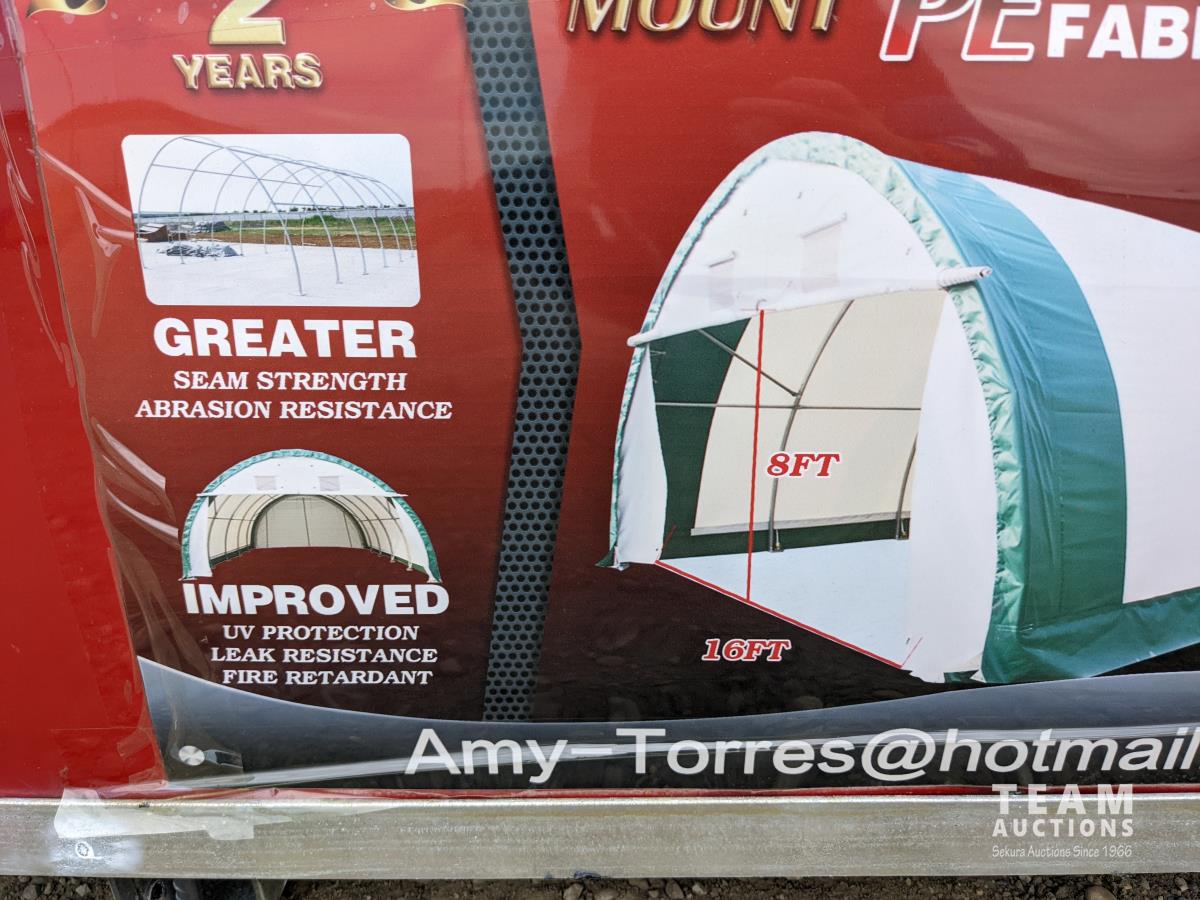 2
YEARS
MOUNT
PE FAB
GREATER
SEAM STRENGTH
ABRASION RESISTANCE
8FT
16FT
IMPROVED
UV PROTECTION
LEAK RESISTANCE
FIRE RETARDANT
Amy-Torres@hotmail
TEAM
AUCTIONS
Sekura Auctions Since 1966